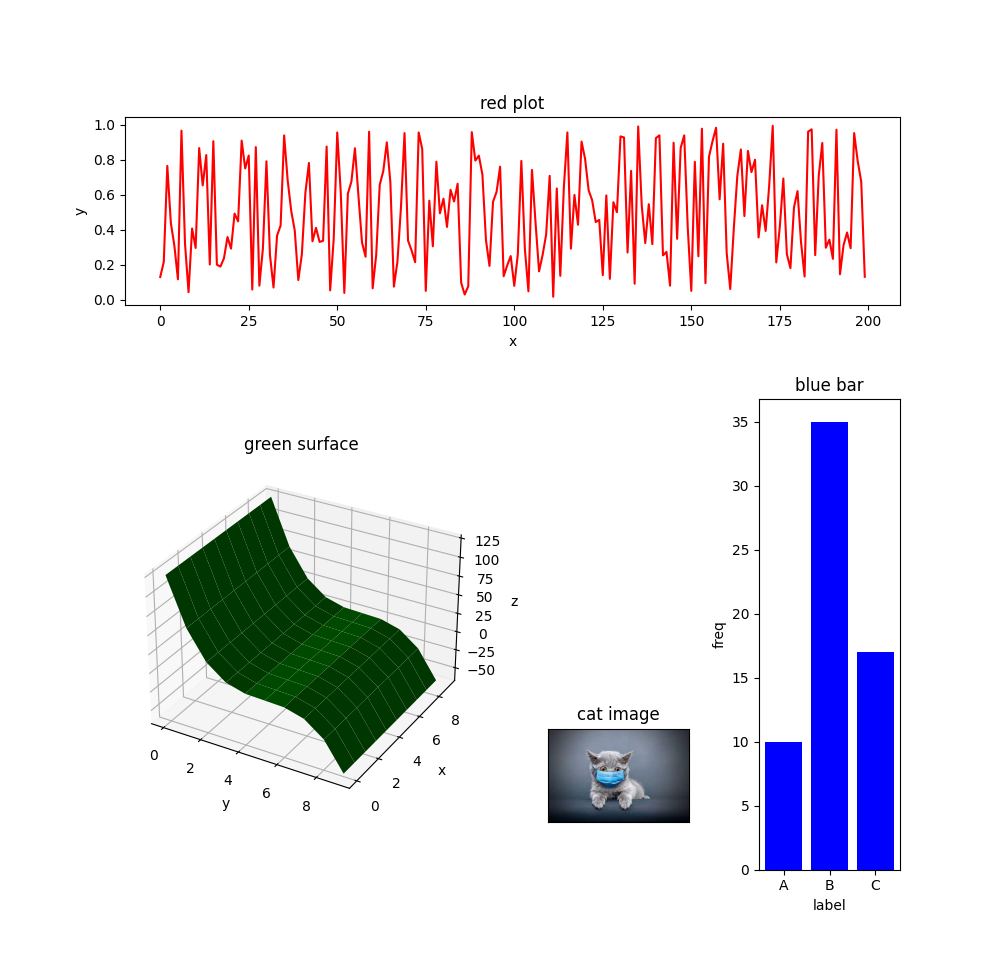 red plot
1.0
0.8
0.6
0.4
0.2
0.0
y
0 25 50 75 100 125 150 175 200
x
green surface
125
100
75
50
25
0
−25
−50
z
0 2 4 6 8
y
0 2 4 6 8
x
cat image
blue bar
35
30
25
20
15
10
5
0
freq
A B C
label